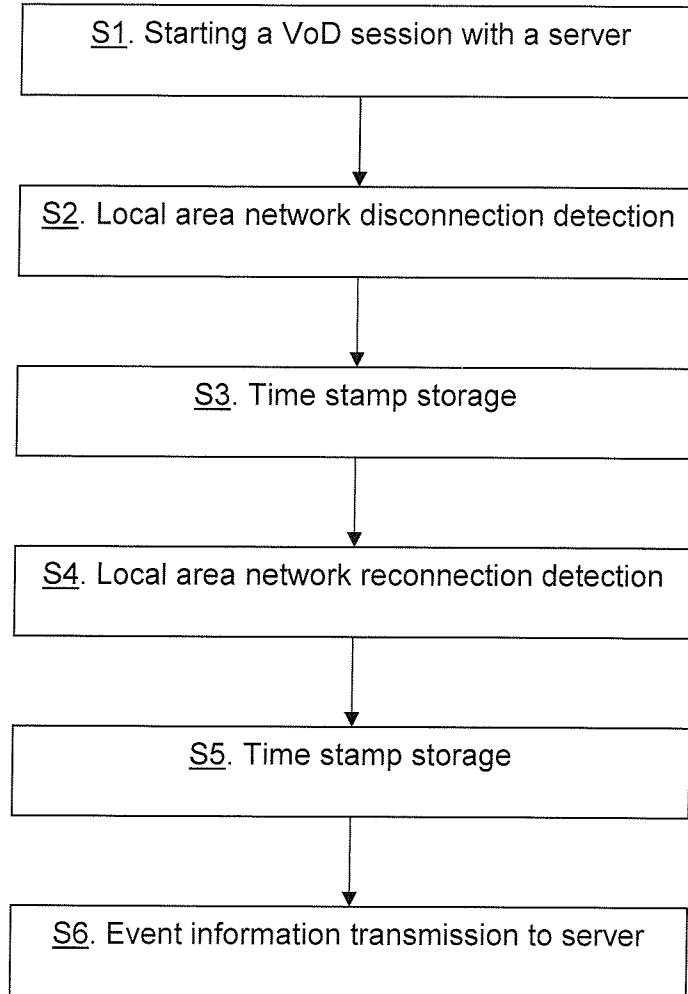 S1. Starting a VoD session with a server
S2. Local area network disconnection detection
S3. Time stamp storage
S4. Local area network reconnection detection
S5. Time stamp storage
S6. Event information transmission to server